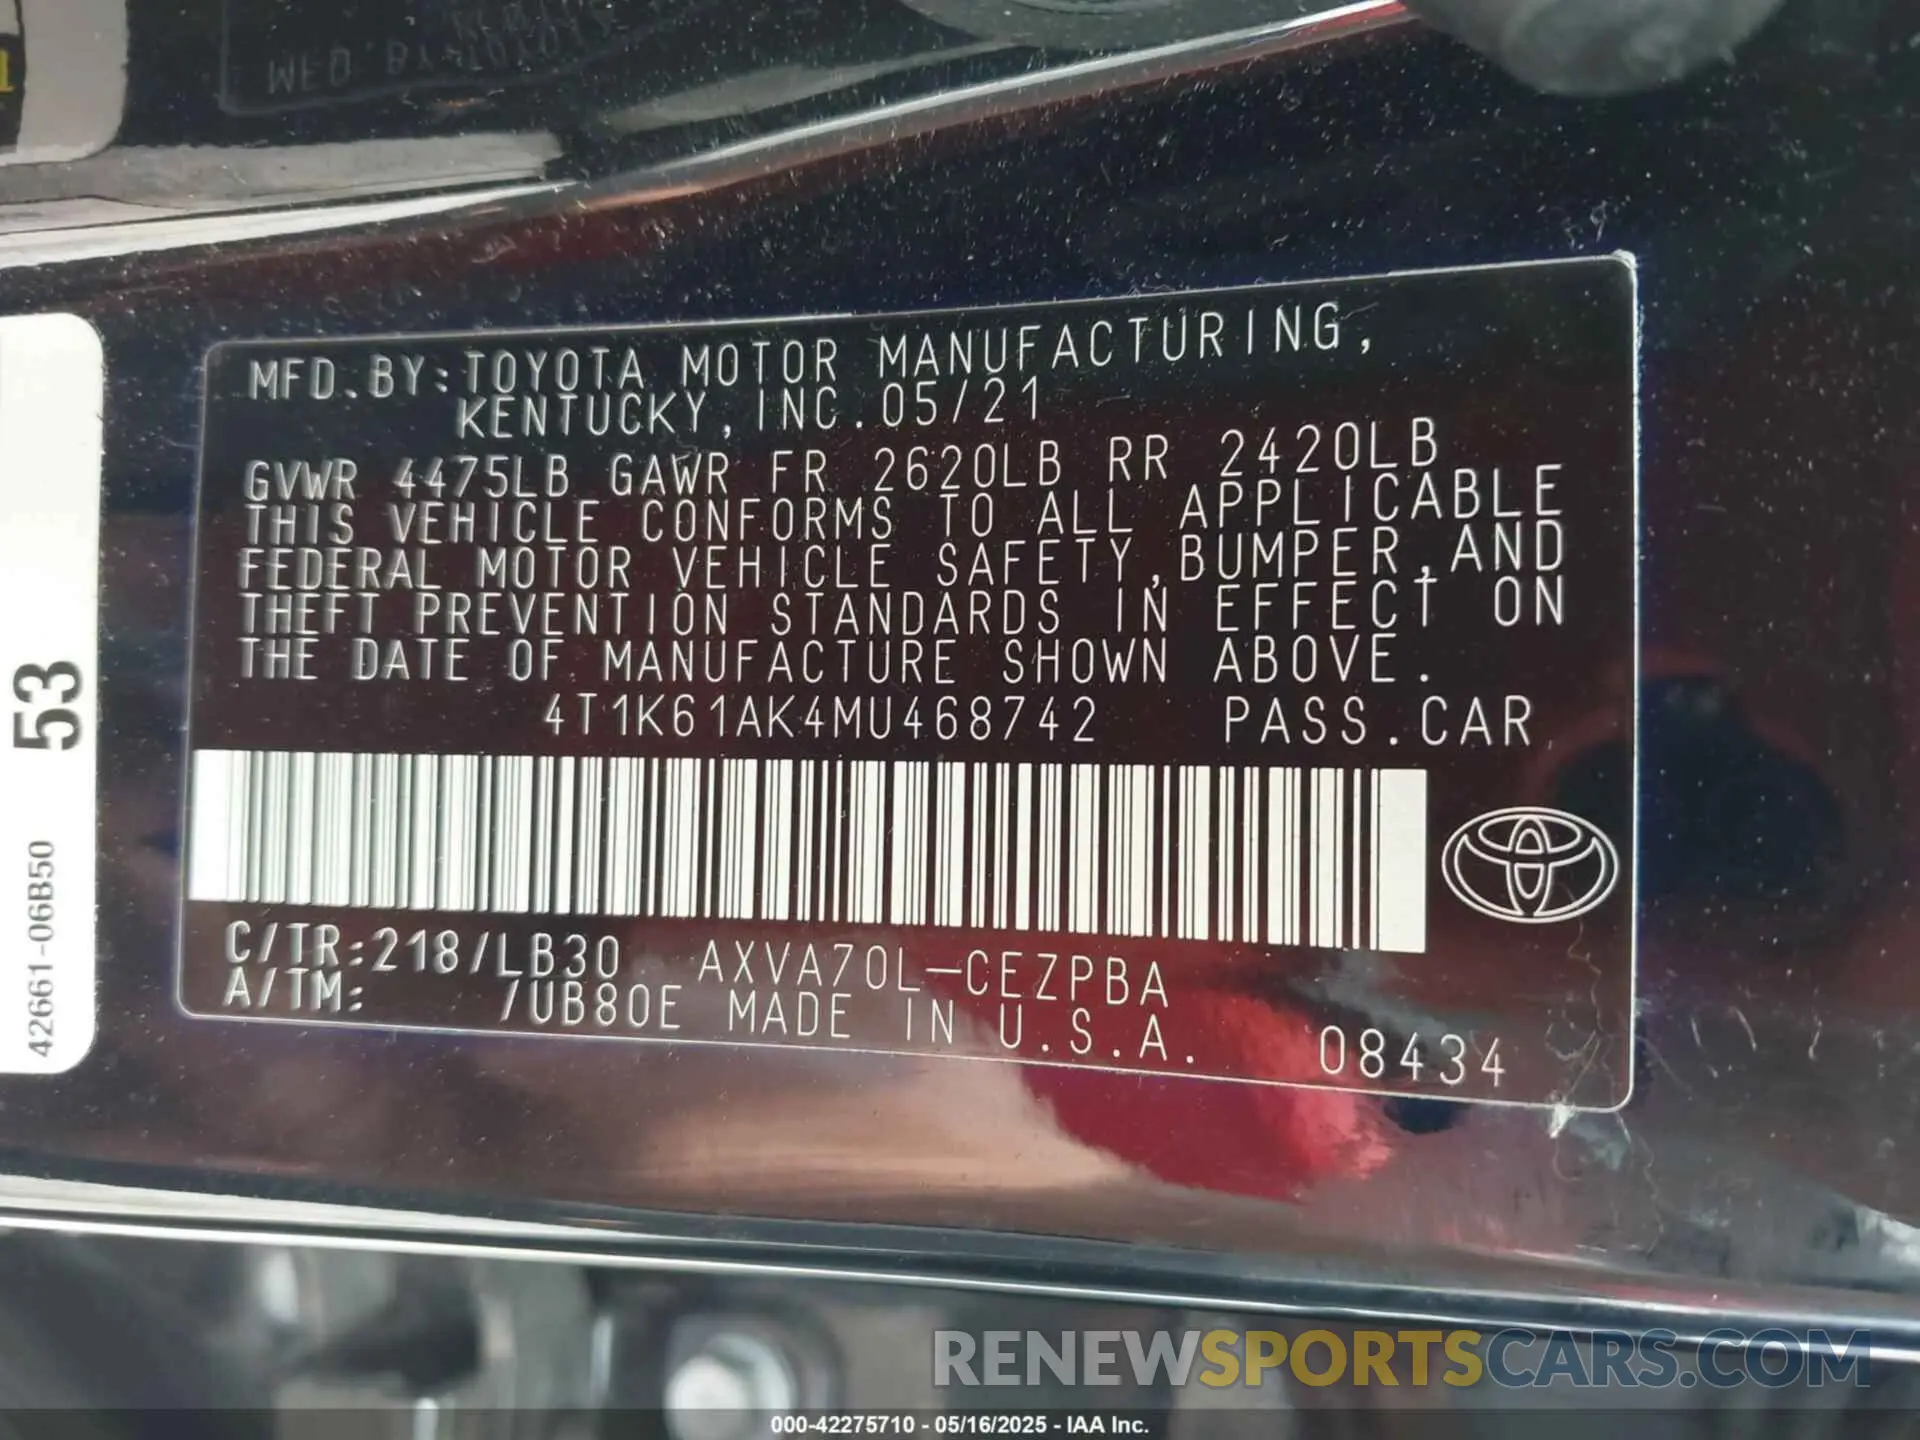 MFD.BY:TOYOTA MOTOR MANUFACTURING,
KENTUCKY, INC.05/21
GVWR 4475LB GAWR FR 2620LB RR 2420LB
THIS VEHICLE CONFORMS TO ALL APPLICABLE
FEDERAL MOTOR VEHICLE SAFETY,BUMPER,AND
THEFT PREVENTION STANDARDS IN EFFECT ON
THE DATE OF MANUFACTURE SHOWN ABOVE.
4T1K61AK4MU468742 PASS.CAR
C/TR:218/LB30 AXVA70L-CEZPBA
A/TM: /UB80E MADE IN U.S.A. 08434
53
42661-06B50
RENEWSPORTSCARS.COM
000-42275710 - 05/16/2025 - IAA Inc.